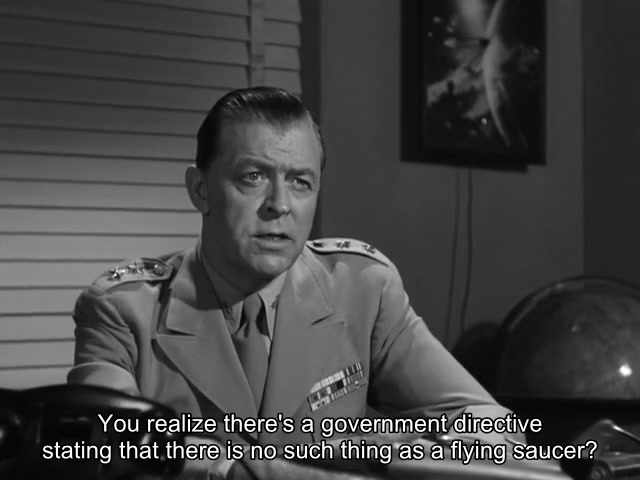 You realize there's a government directive
stating that there is no such thing as a flying saucer?